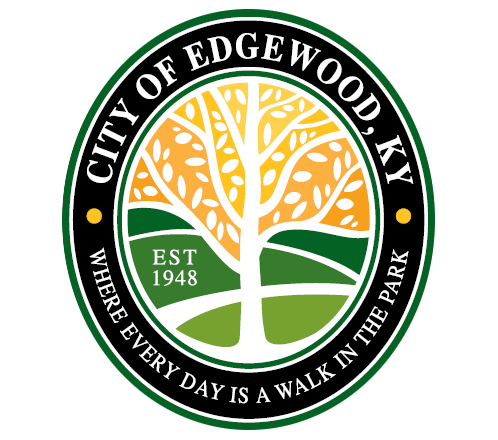 CITY OF EDGEWOOD, KY
EST
1948
WHERE EVERY DAY IS A WALK IN THE PARK